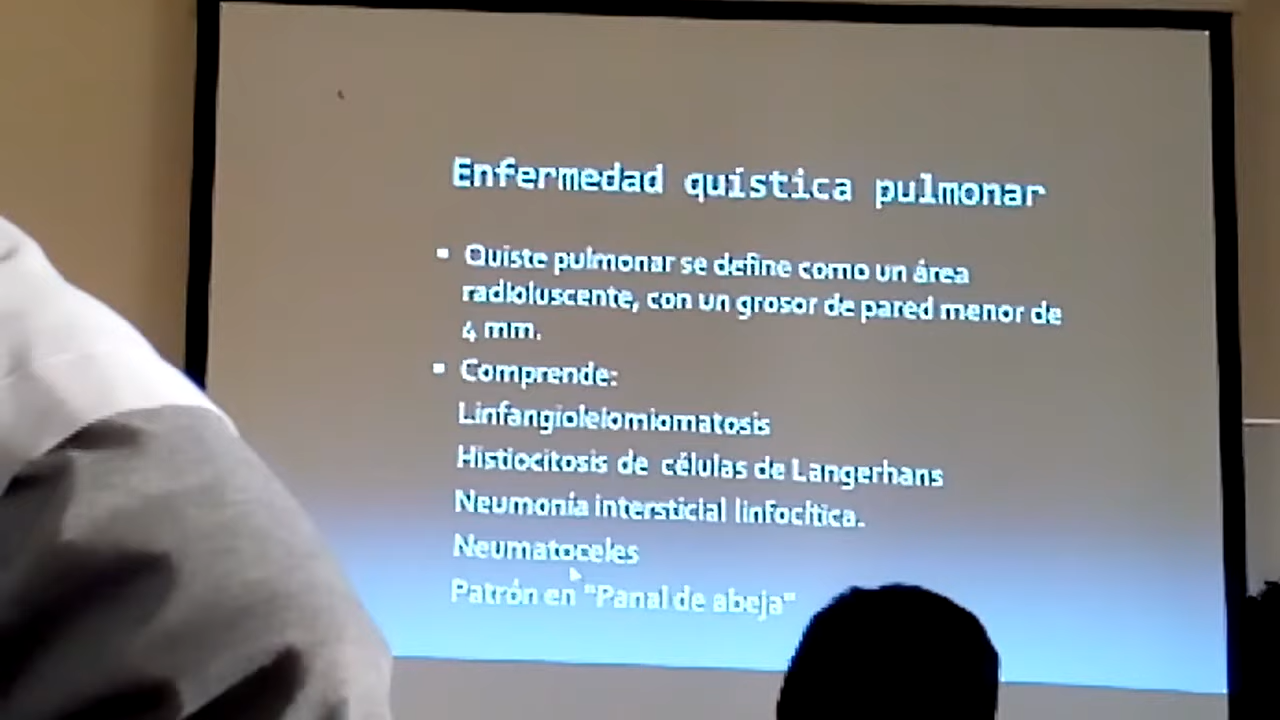 Enfermedad quística pulmonar
▪ Quiste pulmonar se define como un área
radioluscente, con un grosor de pared menor de
4 mm.
▪ Comprende:
Linfangioleiomiomatosis
Histiocitosis de células de Langerhans
Neumonía intersticial linfocítica.
Neumatoceles
Patrón en "Panal de abeja"